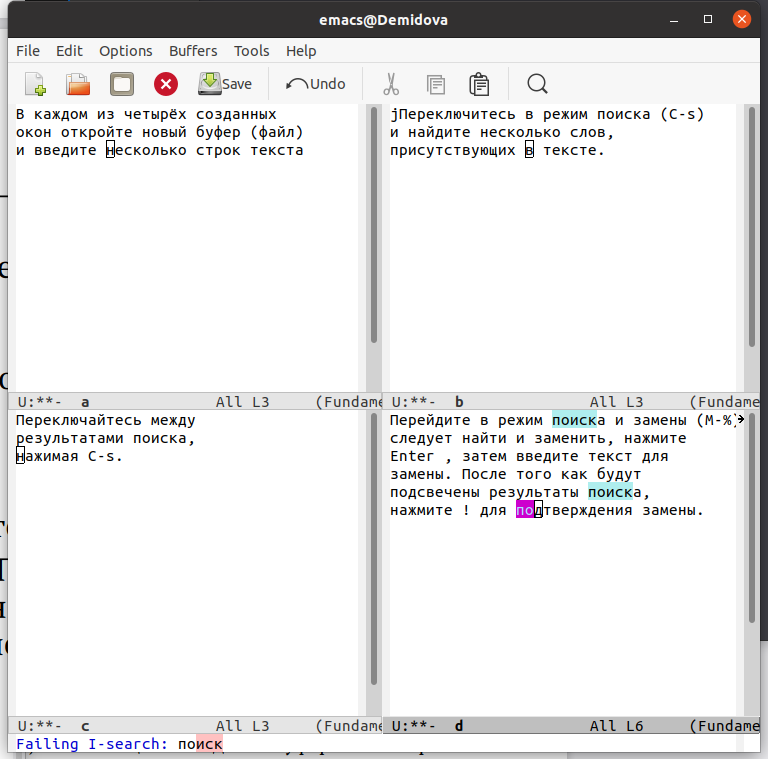 emacs@Demidova
File Edit Options Buffers Tools Help
Save Undo
В каждом из четырёх созданных
окон откройте новый буфер (файл)
и введите несколько строк текста
U:**- a All L3 (Fundame
jПереключитесь в режим поиска (C-s)
и найдите несколько слов,
присутствующих в тексте.
U:**- b All L3 (Fundame
Переключайтесь между
результатами поиска,
нажимая C-s.
U:**- c All L3 (Fundame
Перейдите в режим поиска и замены (M-%)
следует найти и заменить, нажмите
Enter , затем введите текст для
замены. После того как будут
подсвечены результаты поиска,
нажмите ! для подтверждения замены.
U:**- d All L6 (Fundame
Failing I-search: поиск